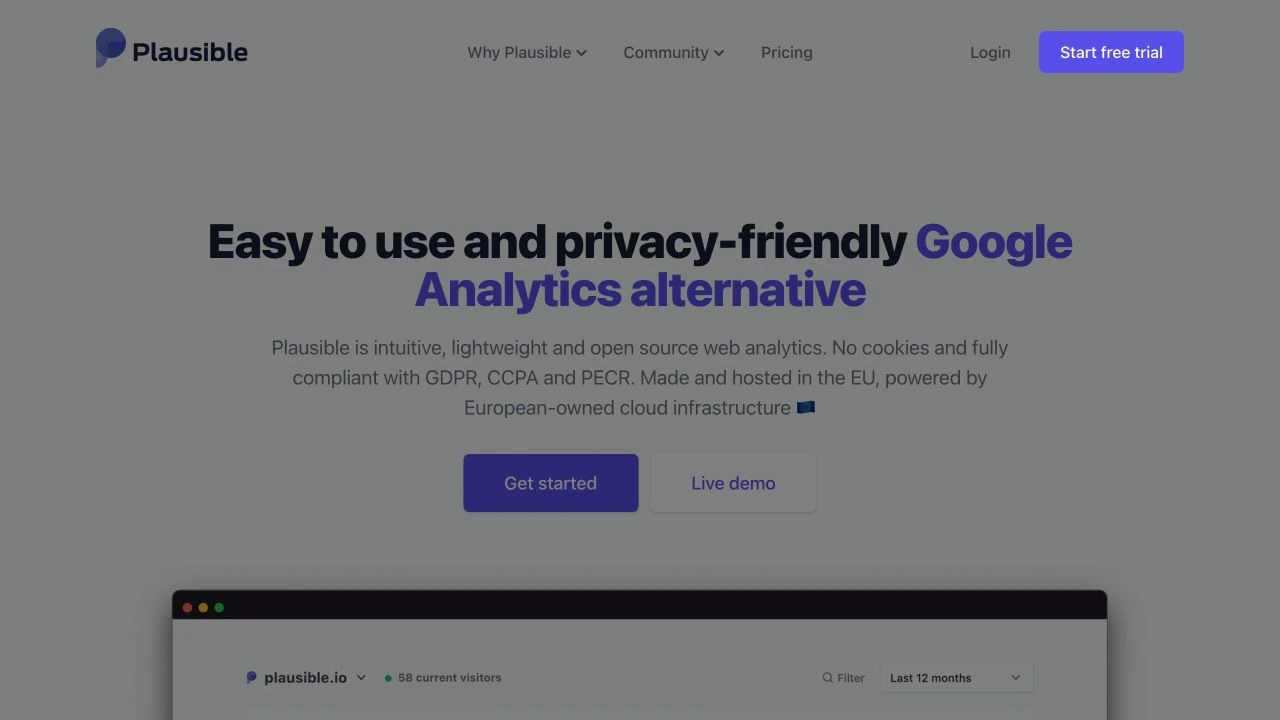 Plausible
Why Plausible
Community
Pricing
Login
Start free trial
Easy to use and privacy-friendly Google
Analytics alternative
Plausible is intuitive, lightweight and open source web analytics. No cookies and fully
compliant with GDPR, CCPA and PECR. Made and hosted in the EU, powered by
European-owned cloud infrastructure 🇪🇺
Get started
Live demo
plausible.io
58 current visitors
Filter
Last 12 months